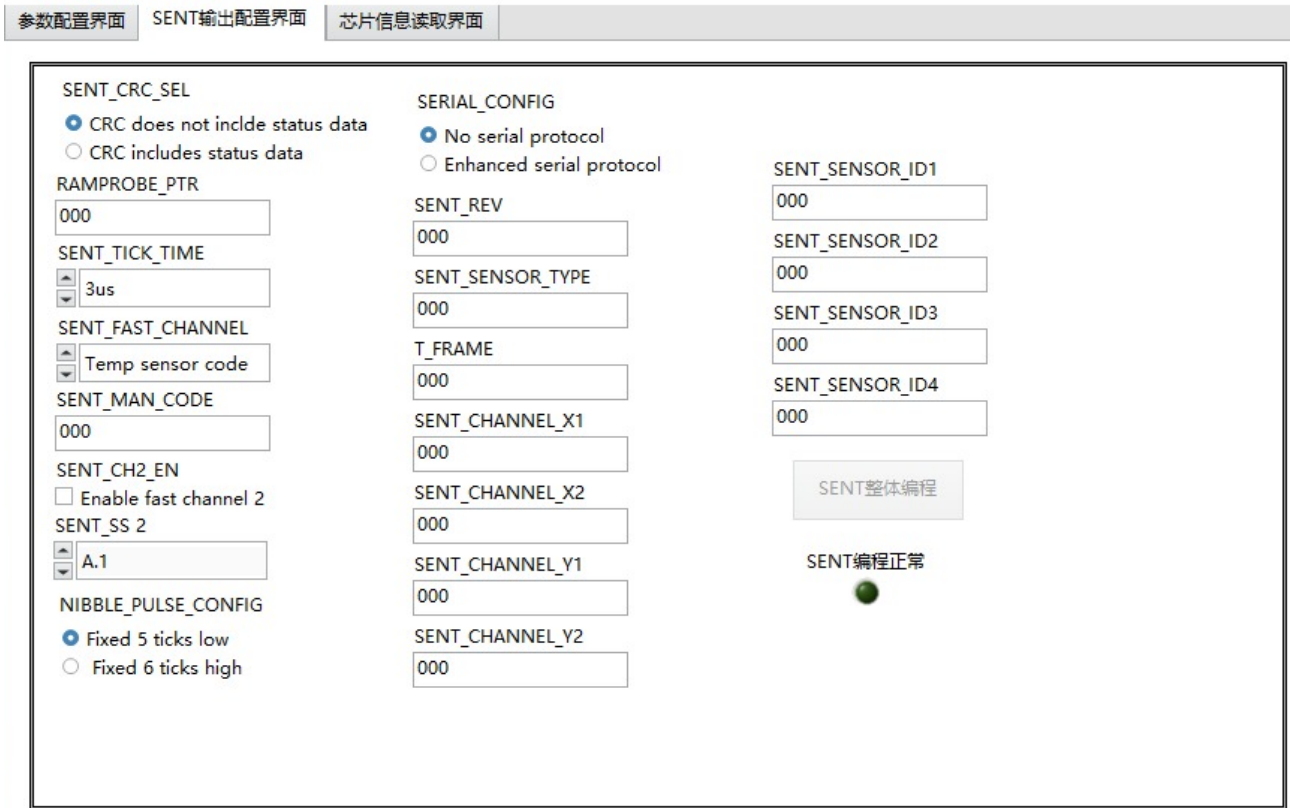 参数配置界面
SENT输出配置界面
芯片信息读取界面
SENT_CRC_SEL
CRC does not inclde status data
CRC includes status data
RAMPROBE_PTR
000
SENT_TICK_TIME
3us
SENT_FAST_CHANNEL
Temp sensor code
SENT_MAN_CODE
000
SENT_CH2_EN
Enable fast channel 2
SENT_SS 2
A.1
NIBBLE_PULSE_CONFIG
Fixed 5 ticks low
Fixed 6 ticks high
SERIAL_CONFIG
No serial protocol
Enhanced serial protocol
SENT_REV
000
SENT_SENSOR_TYPE
000
T_FRAME
000
SENT_CHANNEL_X1
000
SENT_CHANNEL_X2
000
SENT_CHANNEL_Y1
000
SENT_CHANNEL_Y2
000
SENT_SENSOR_ID1
000
SENT_SENSOR_ID2
000
SENT_SENSOR_ID3
000
SENT_SENSOR_ID4
000
SENT整体编程
SENT编程正常